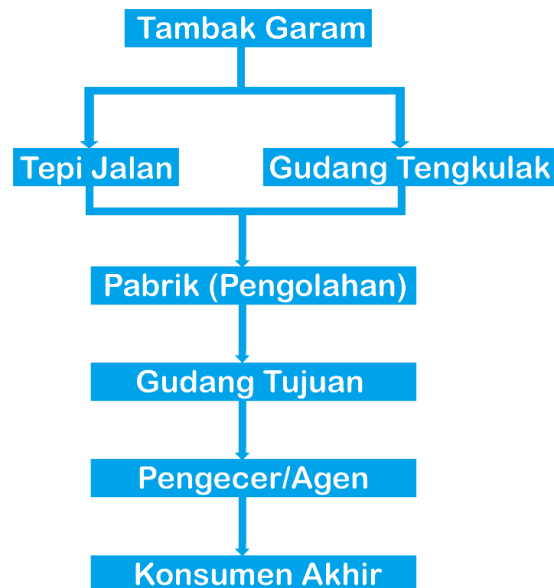 Tambak Garam
Tepi Jalan
Gudang Tengkulak
Pabrik (Pengolahan)
Gudang Tujuan
Pengecer/Agen
Konsumen Akhir